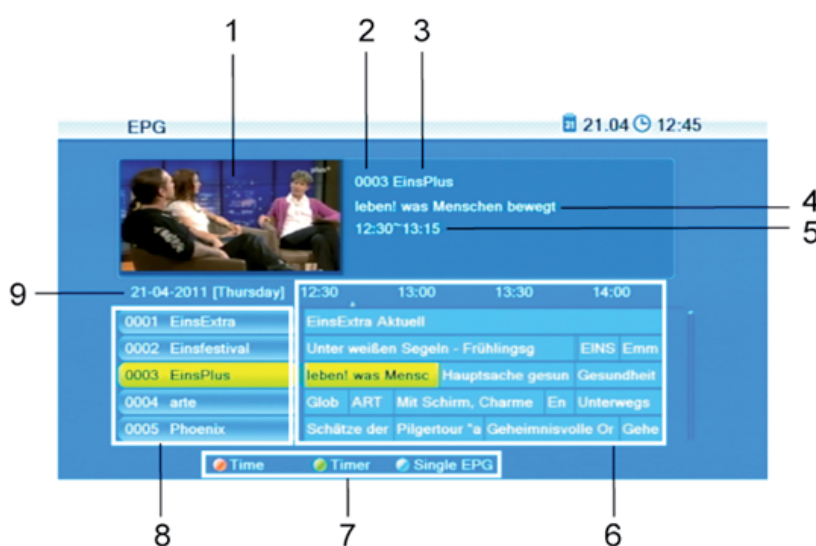 1 2 3
EPG 21.04 12:45
0003 EinsPlus
leben! was Menschen bewegt 4
12:30~13:15 5
9 21-04-2011 [Thursday] 12:30 13:00 13:30 14:00
0001 EinsExtra EinsExtra Aktuell
0002 Einsfestival Unter weißen Segeln - Frühlingsg EINS Emm
0003 EinsPlus leben! was Mensc Hauptsache gesun Gesundheit
0004 arte Glob ART Mit Schirm, Charme En Unterwegs
0005 Phoenix Schätze der Pilgertour "a Geheimnisvolle Or Gehe
Time Timer Single EPG
8 7 6